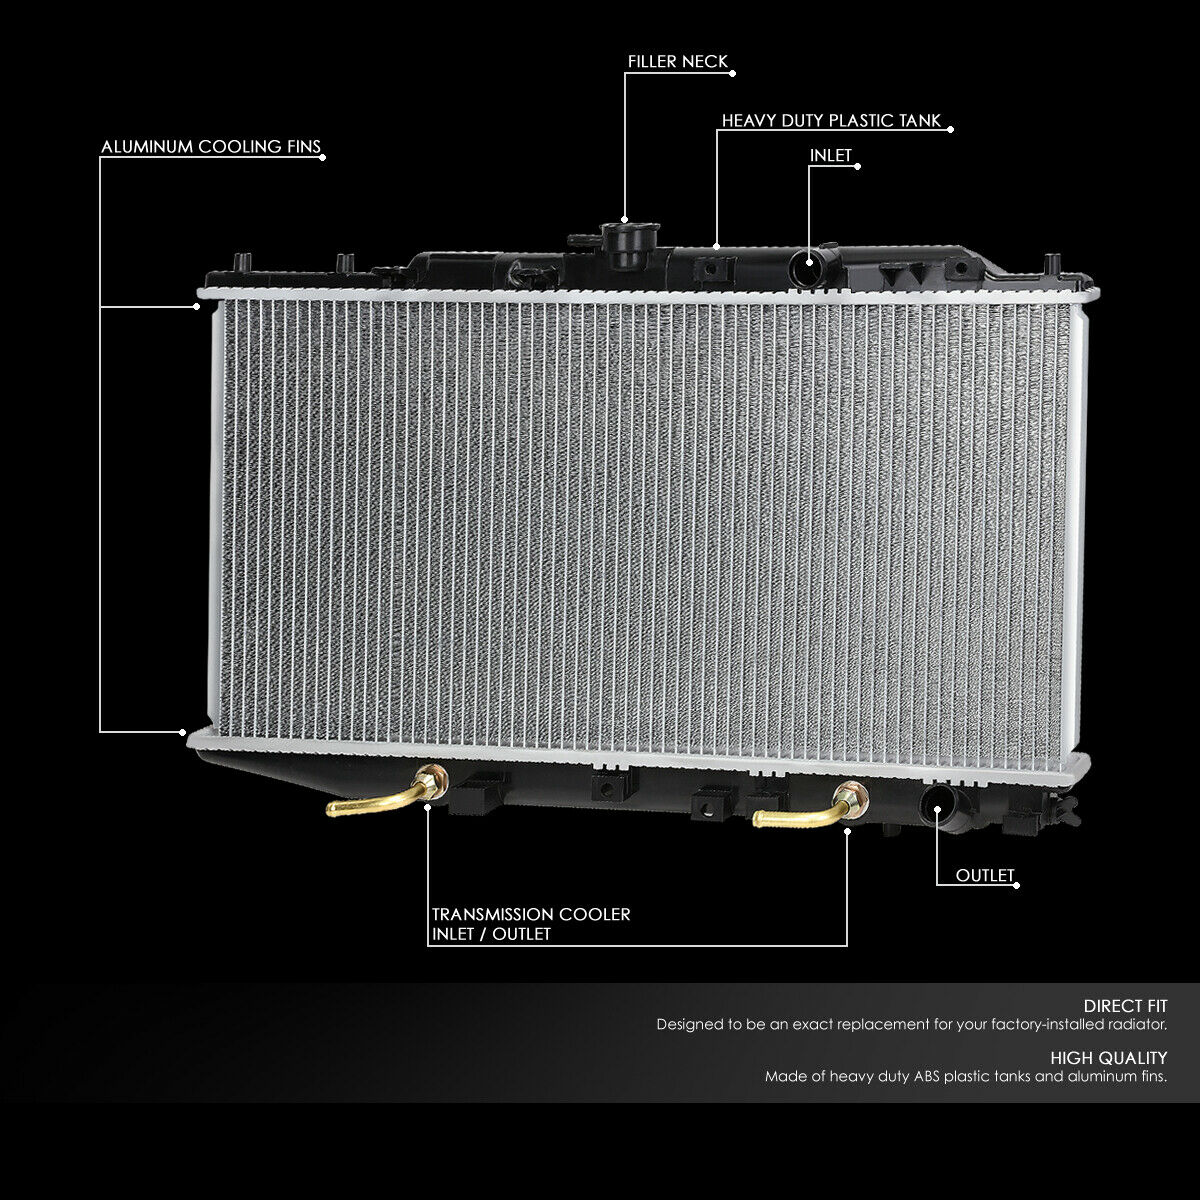 FILLER NECK
HEAVY DUTY PLASTIC TANK
ALUMINUM COOLING FINS
INLET
OUTLET
TRANSMISSION COOLER
INLET / OUTLET
DIRECT FIT
Designed to be an exact replacement for your factory-installed radiator.
HIGH QUALITY
Made of heavy duty ABS plastic tanks and aluminum fins.